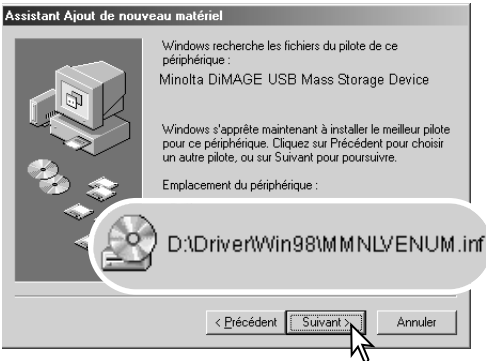 Assistant Ajout de nouveau matériel
Windows recherche les fichiers du pilote de ce
périphérique :
Minolta DiMAGE USB Mass Storage Device
Windows s'apprête maintenant à installer le meilleur pilote
pour ce périphérique. Cliquez sur Précédent pour choisir
un autre pilote, ou sur Suivant pour poursuivre.
Emplacement du périphérique :
D:\Driver\Win98\MMNLVENUM.inf
< Précédent Suivant > Annuler